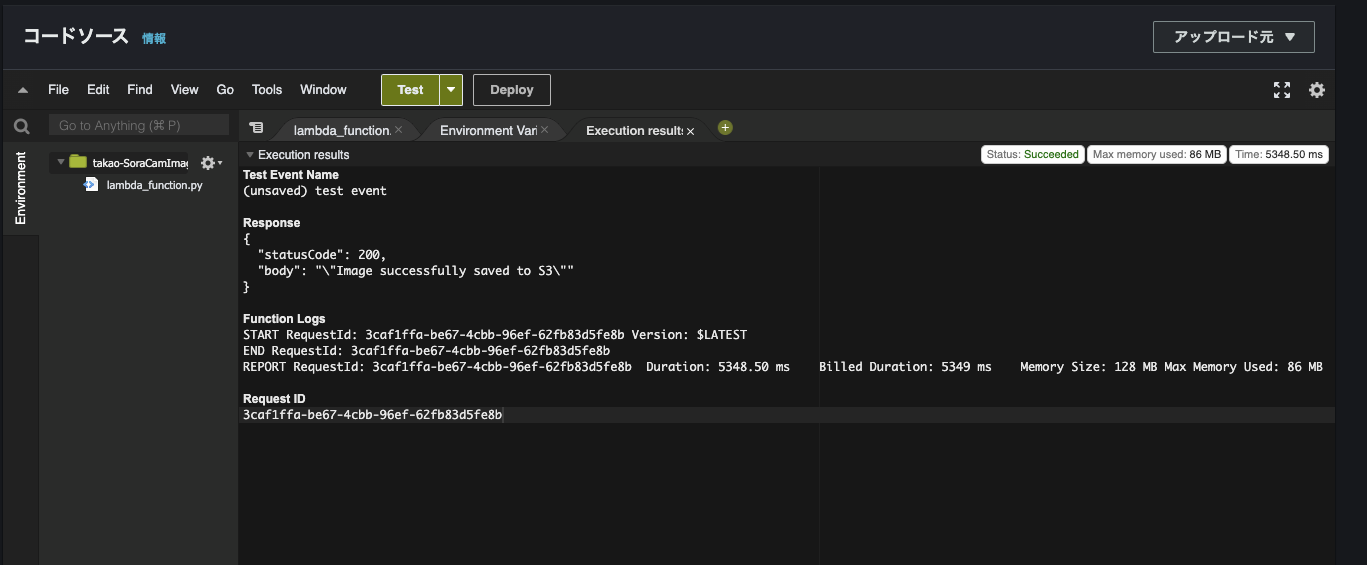 コードソース 情報
アップロード元
File Edit Find View Go Tools Window Test Deploy
Go to Anything (⌘ P)
lambda_function. Environment Vari Execution results
Environment
takao-SoraCamImag
lambda_function.py
Execution results
Status: Succeeded Max memory used: 86 MB Time: 5348.50 ms
Test Event Name
(unsaved) test event
Response
{
"statusCode": 200,
"body": "\"Image successfully saved to S3\""
}
Function Logs
START RequestId: 3caf1ffa-be67-4cbb-96ef-62fb83d5fe8b Version: $LATEST
END RequestId: 3caf1ffa-be67-4cbb-96ef-62fb83d5fe8b
REPORT RequestId: 3caf1ffa-be67-4cbb-96ef-62fb83d5fe8b Duration: 5348.50 ms Billed Duration: 5349 ms Memory Size: 128 MB Max Memory Used: 86 MB
Request ID
3caf1ffa-be67-4cbb-96ef-62fb83d5fe8b